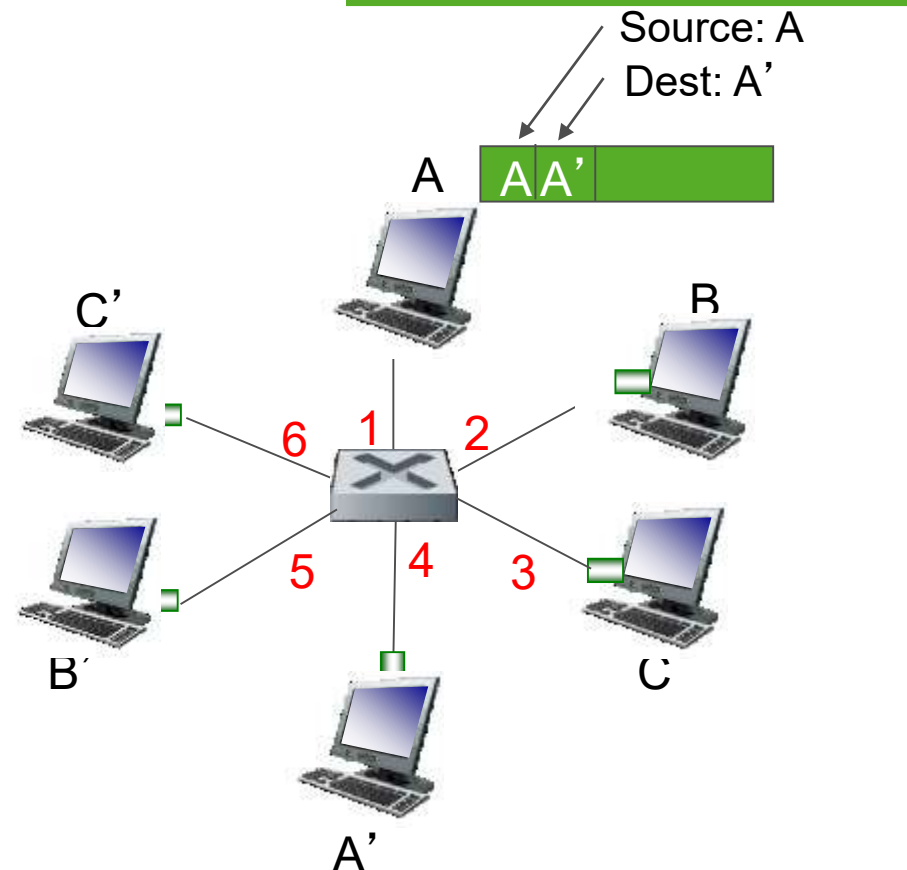 Source: A
Dest: A’
A A A’
C’ B
6 1 2
5 4 3
B’ C
A’